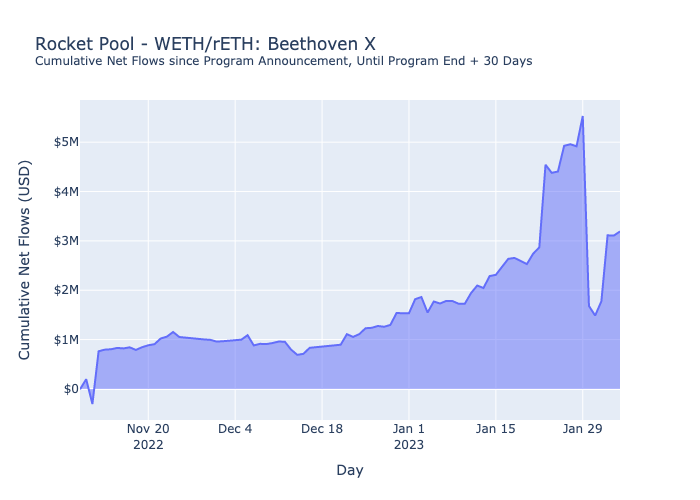 Rocket Pool - WETH/rETH: Beethoven X
Cumulative Net Flows since Program Announcement, Until Program End + 30 Days
Cumulative Net Flows (USD)
$5M
$4M
$3M
$2M
$1M
$0
Nov 20 Dec 4 Dec 18 Jan 1 Jan 15 Jan 29
2022 2023
Day